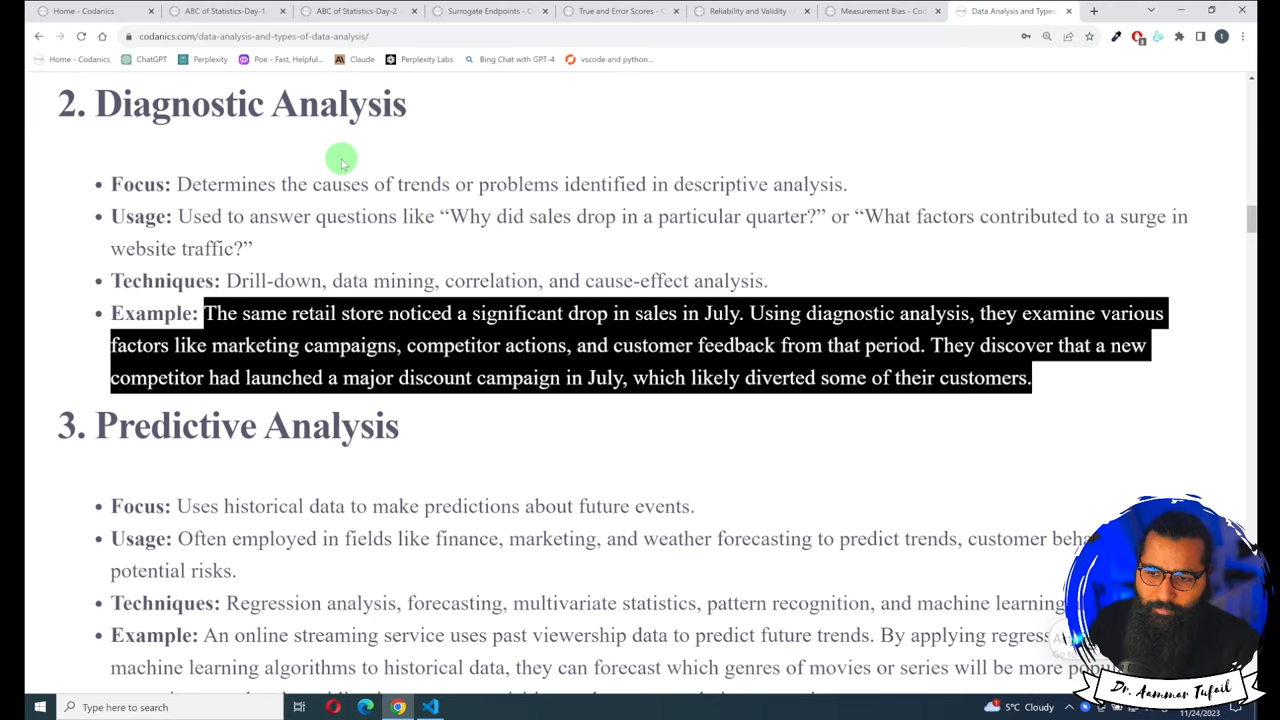 Home - Codanics
ABC of Statistics-Day-1
ABC of Statistics-Day-2
Surrogate Endpoints - C
True and Error Scores -
Reliability and Validity -
Measurement Bias - Cod
Data Analysis and Types
codanics.com/data-analysis-and-types-of-data-analysis/
Home - Codanics
ChatGPT
Perplexity
Poe - Fast, Helpful...
Claude
Perplexity Labs
Bing Chat with GPT-4
vscode and python...
2. Diagnostic Analysis
• Focus: Determines the causes of trends or problems identified in descriptive analysis.
• Usage: Used to answer questions like “Why did sales drop in a particular quarter?” or “What factors contributed to a surge in
website traffic?”
• Techniques: Drill-down, data mining, correlation, and cause-effect analysis.
• Example: The same retail store noticed a significant drop in sales in July. Using diagnostic analysis, they examine various
factors like marketing campaigns, competitor actions, and customer feedback from that period. They discover that a new
competitor had launched a major discount campaign in July, which likely diverted some of their customers.
3. Predictive Analysis
• Focus: Uses historical data to make predictions about future events.
• Usage: Often employed in fields like finance, marketing, and weather forecasting to predict trends, customer beha
potential risks.
• Techniques: Regression analysis, forecasting, multivariate statistics, pattern recognition, and machine learning
• Example: An online streaming service uses past viewership data to predict future trends. By applying regress
machine learning algorithms to historical data, they can forecast which genres of movies or series will be more popu
Dr. Aammar Tufail
Type here to search
5°C Cloudy
11/24/2023